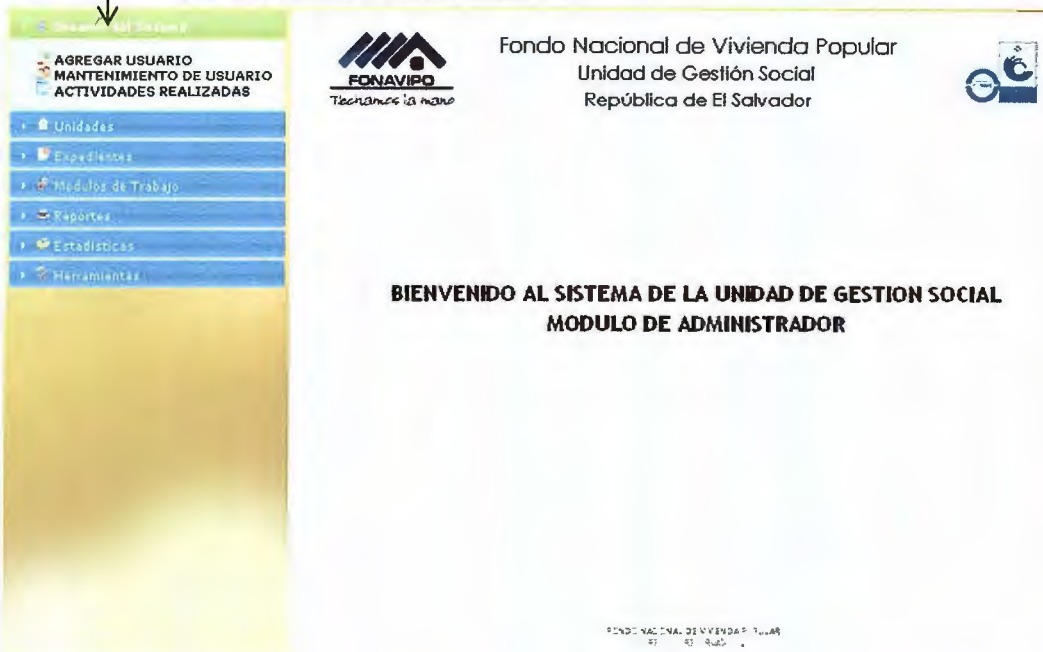 AGREGAR USUARIO
MANTENIMIENTO DE USUARIO
ACTIVIDADES REALIZADAS
Unidades
Expedientes
Modulos de Trabajo
Reportes
Estadisticas
Herramientas
FONAVIPO
la mano
Fondo Nacional de Vivienda Popular
Unidad de Gestión Social
República de El Salvador
BIENVENIDO AL SISTEMA DE LA UNIDAD DE GESTION SOCIAL
MODULO DE ADMINISTRADOR